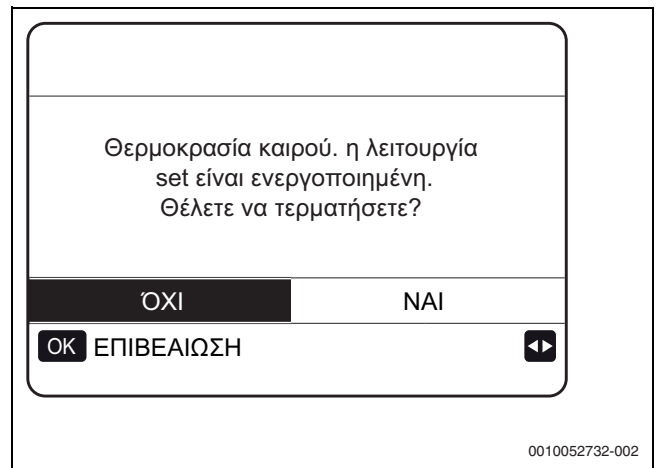 Θερμοκρασία καιρού. η λειτουργία
set είναι ενεργοποιημένη.
Θέλετε να τερματήσετε?
ΌΧΙ ΝΑΙ
OK ΕΠΙΒΕΑΙΩΣΗ
0010052732-002